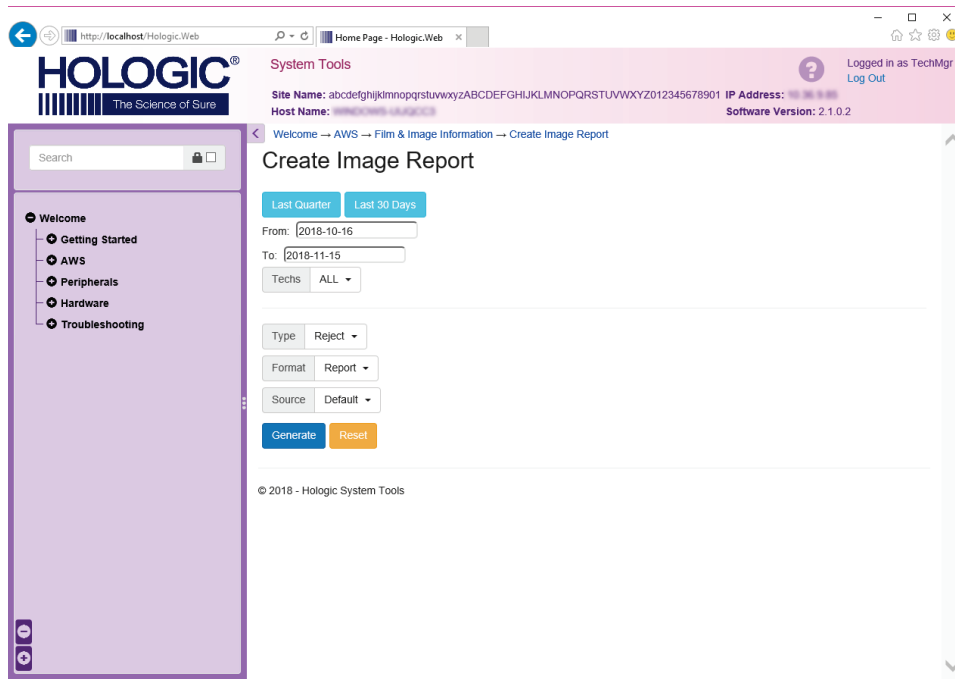 http://localhost/Hologic.Web
Home Page - Hologic.Web
HOLOGIC®
The Science of Sure
System Tools
Logged in as TechMgr
Log Out
Site Name: abcdefghijklmnopqrstuvwxyzABCDEFGHIJKLMNOPQRSTUVWXYZ012345678901 IP Address:
Host Name:
Software Version: 2.1.0.2
Welcome → AWS → Film & Image Information → Create Image Report
Search
Create Image Report
Last Quarter Last 30 Days
From: 2018-10-16
To: 2018-11-15
Techs ALL
Welcome
Getting Started
AWS
Peripherals
Hardware
Troubleshooting
Type Reject
Format Report
Source Default
Generate Reset
© 2018 - Hologic System Tools